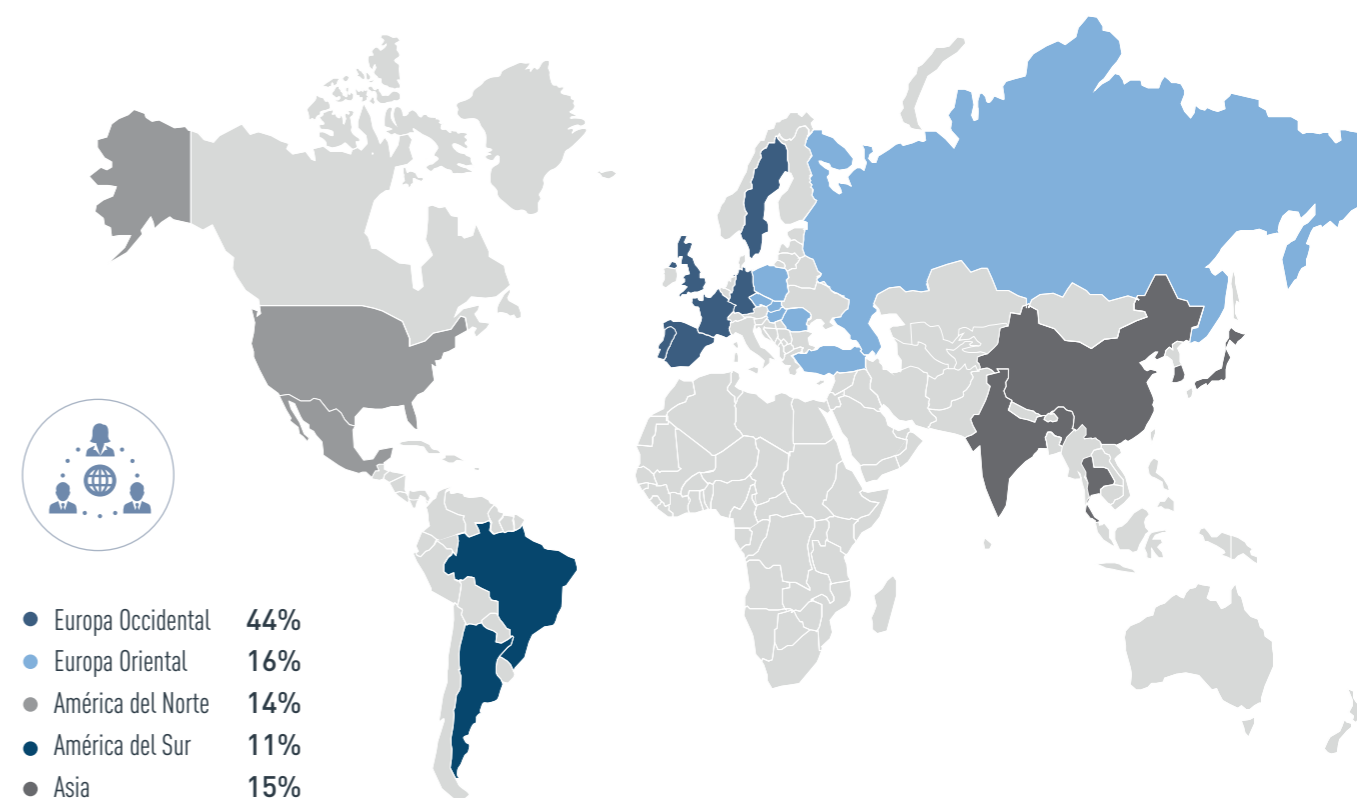 Europa Occidental 44%
Europa Oriental 16%
América del Norte 14%
América del Sur 11%
Asia 15%